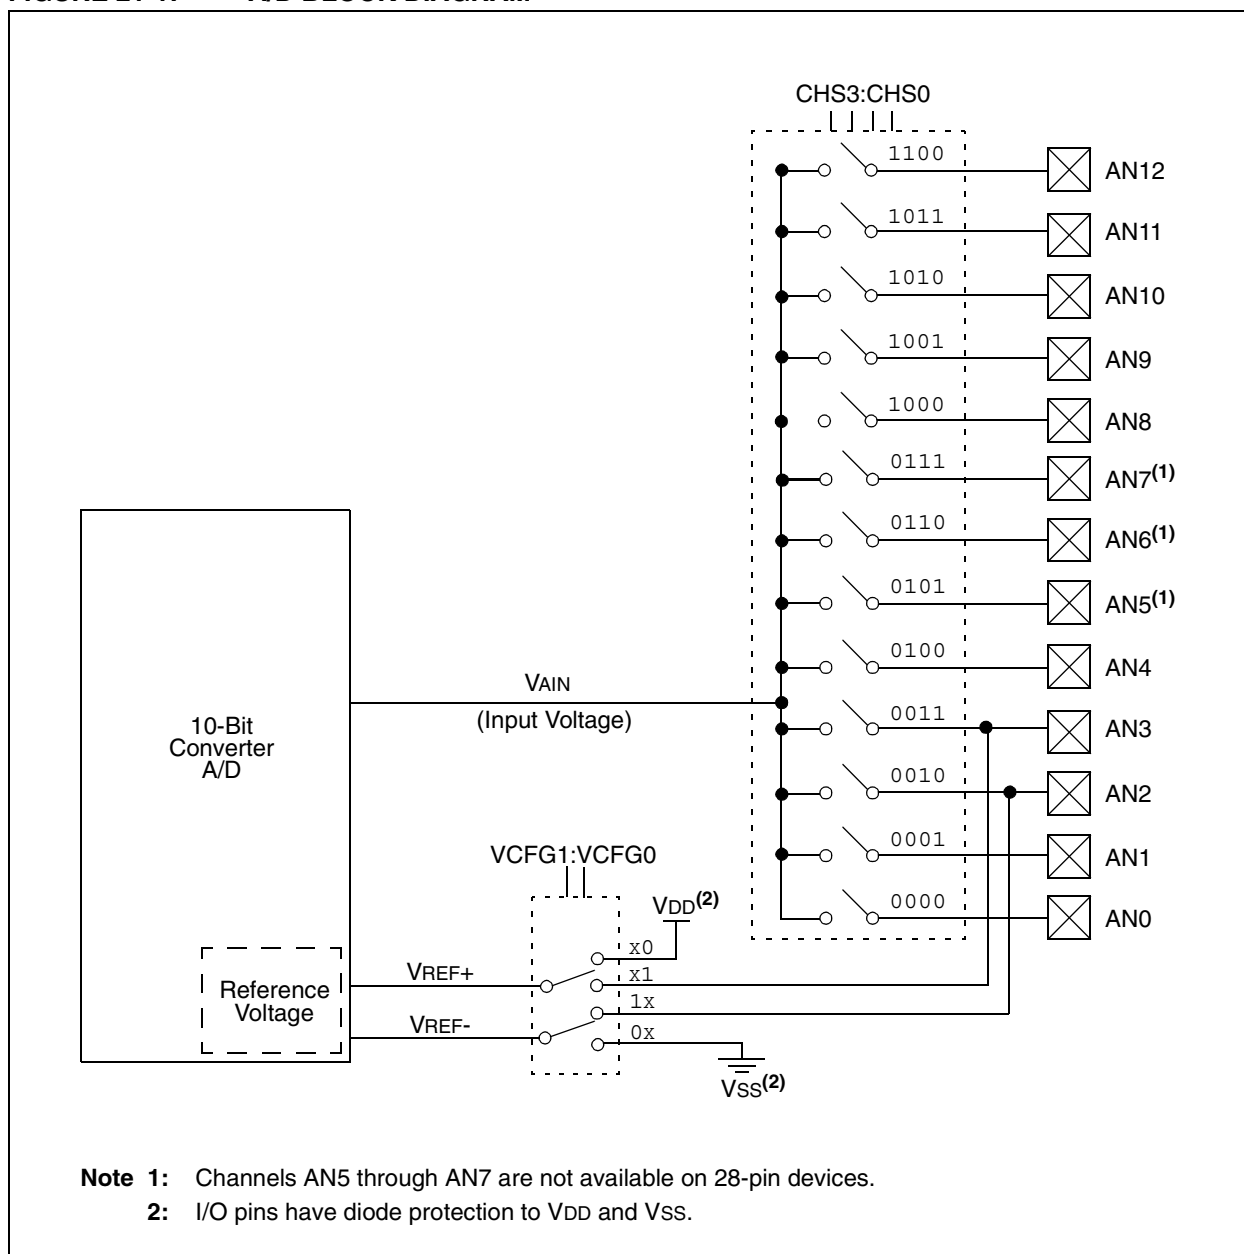 CHS3:CHS0
1100 AN12
1011 AN11
1010 AN10
1001 AN9
1000 AN8
0111 AN7(1)
0110 AN6(1)
0101 AN5(1)
0100 AN4
VAIN
(Input Voltage)
0011 AN3
10-Bit
Converter
A/D
0010 AN2
0001 AN1
VCFG1:VCFG0
0000 AN0
VDD(2)
x0
VREF+
x1
Reference
Voltage
1x
VREF-
0x
VSS(2)
Note 1: Channels AN5 through AN7 are not available on 28-pin devices.
2: I/O pins have diode protection to VDD and VSS.